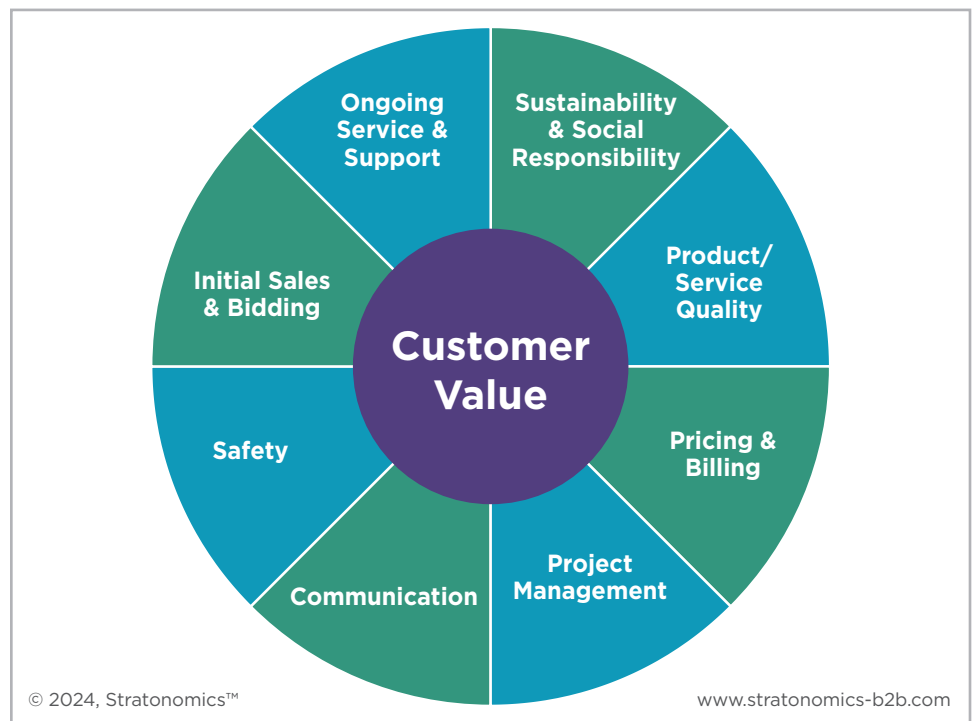 Ongoing
Service &
Support
Sustainability
& Social
Responsibility
Product/
Service
Quality
Pricing &
Billing
Project
Management
Communication
Safety
Initial Sales
& Bidding
Customer
Value
© 2024, Stratonomics™
www.stratonomics-b2b.com